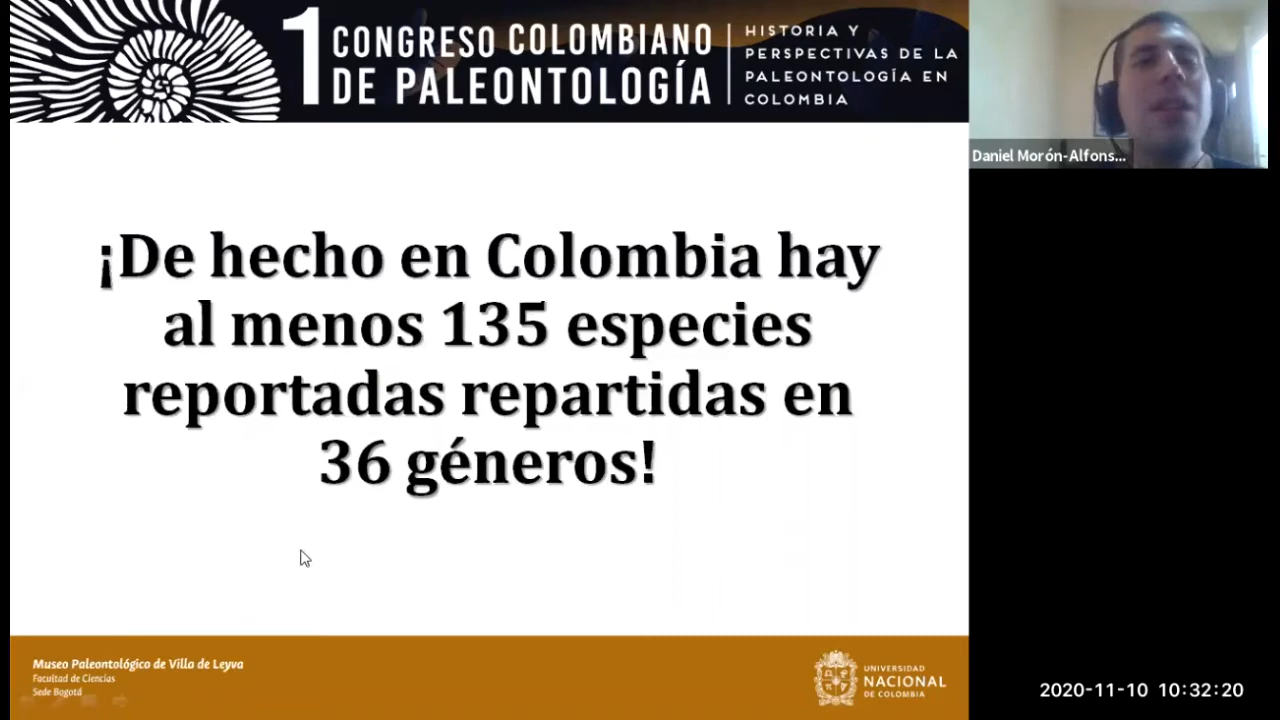 1 CONGRESO COLOMBIANO
DE PALEONTOLOGÍA
HISTORIA Y
PERSPECTIVAS DE LA
PALEONTOLOGÍA EN
COLOMBIA
Daniel Morón-Alfons...
¡De hecho en Colombia hay
al menos 135 especies
reportadas repartidas en
36 géneros!
Museo Paleontológico de Villa de Leyva
Facultad de Ciencias
Sede Bogotá
UNIVERSIDAD
NACIONAL
DE COLOMBIA
2020-11-10 10:32:20